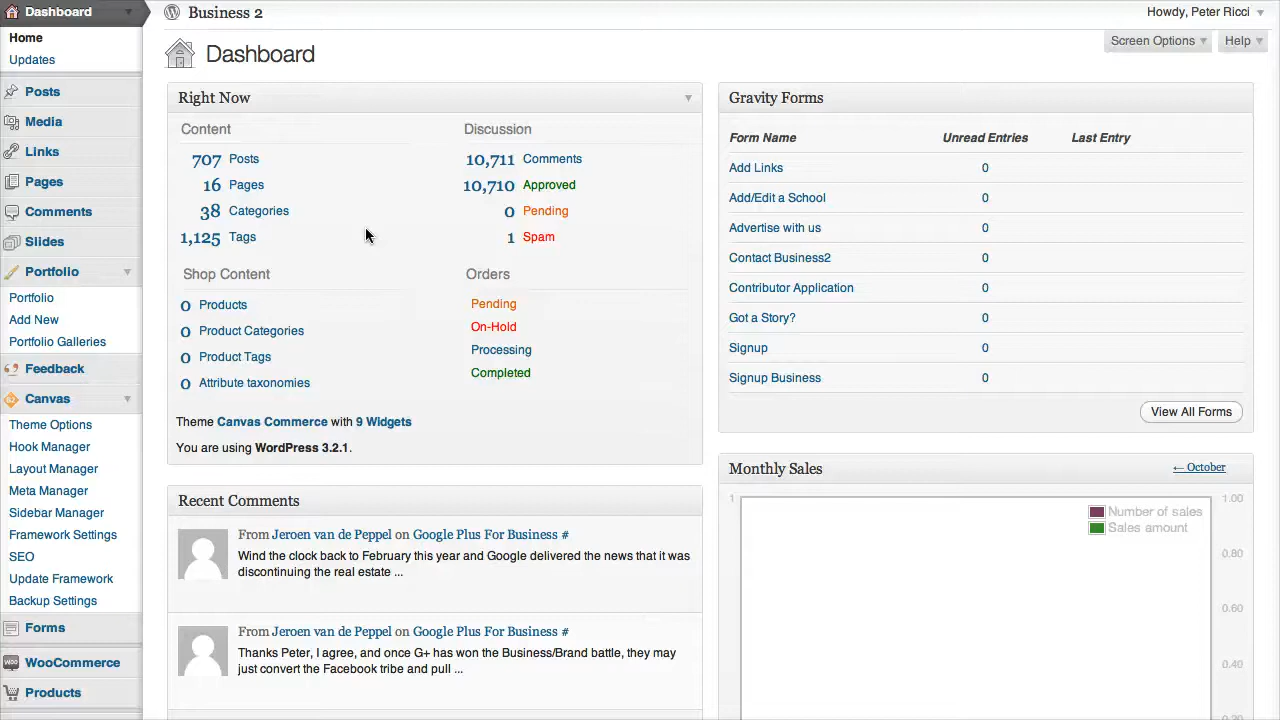 Dashboard
Home
Updates
Posts
Media
Links
Pages
Comments
Slides
Portfolio
Portfolio
Add New
Portfolio Galleries
Feedback
Canvas
Theme Options
Hook Manager
Layout Manager
Meta Manager
Sidebar Manager
Framework Settings
SEO
Update Framework
Backup Settings
Forms
WooCommerce
Products
Business 2
Howdy, Peter Ricci
Dashboard
Screen Options
Help
Right Now
Content
707 Posts
16 Pages
38 Categories
1,125 Tags
Discussion
10,711 Comments
10,710 Approved
0 Pending
1 Spam
Shop Content
0 Products
0 Product Categories
0 Product Tags
0 Attribute taxonomies
Orders
Pending
On-Hold
Processing
Completed
Theme Canvas Commerce with 9 Widgets
You are using WordPress 3.2.1.
Recent Comments
From Jeroen van de Peppel on Google Plus For Business #
Wind the clock back to February this year and Google delivered the news that it was
discontinuing the real estate ...
From Jeroen van de Peppel on Google Plus For Business #
Thanks Peter, I agree, and once G+ has won the Business/Brand battle, they may
just convert the Facebook tribe and pull ...
Gravity Forms
Form Name Unread Entries Last Entry
Add Links 0
Add/Edit a School 0
Advertise with us 0
Contact Business2 0
Contributor Application 0
Got a Story? 0
Signup 0
Signup Business 0
View All Forms
Monthly Sales
← October
1
1.00
Number of sales
Sales amount
0.80
0.60
0.40